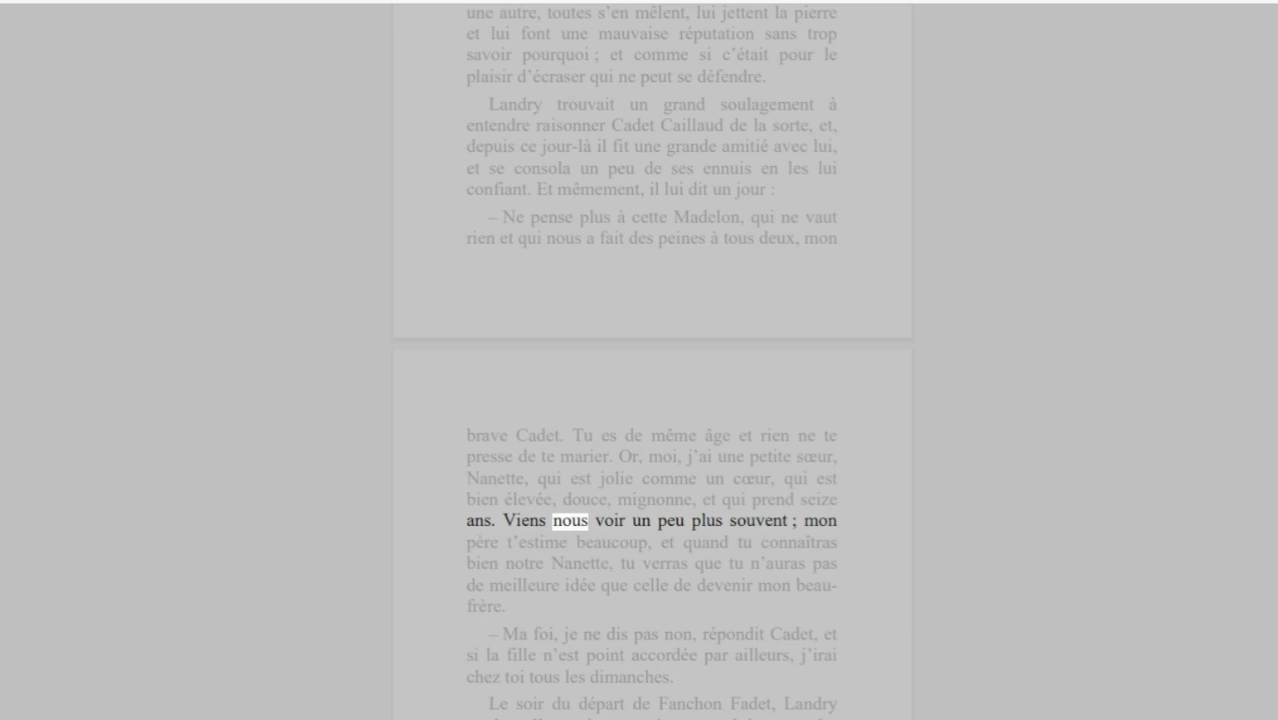 une autre, toutes s’en mêlent, lui jettent la pierre
et lui font une mauvaise réputation sans trop
savoir pourquoi ; et comme si c’était pour le
plaisir d’écraser qui ne peut se défendre.
Landry trouvait un grand soulagement à
entendre raisonner Cadet Caillaud de la sorte, et,
depuis ce jour-là il fit une grande amitié avec lui,
et se consola un peu de ses ennuis en les lui
confiant. Et mêmement, il lui dit un jour :
– Ne pense plus à cette Madelon, qui ne vaut
rien et qui nous a fait des peines à tous deux, mon
brave Cadet. Tu es de même âge et rien ne te
presse de te marier. Or, moi, j’ai une petite sœur,
Nanette, qui est jolie comme un cœur, qui est
bien élevée, douce, mignonne, et qui prend seize
ans. Viens nous voir un peu plus souvent ; mon
père t’estime beaucoup, et quand tu connaîtras
bien notre Nanette, tu verras que tu n’auras pas
de meilleure idée que celle de devenir mon beau-
frère.
– Ma foi, je ne dis pas non, répondit Cadet, et
si la fille n’est point accordée par ailleurs, j’irai
chez toi tous les dimanches.
Le soir du départ de Fanchon Fadet, Landry